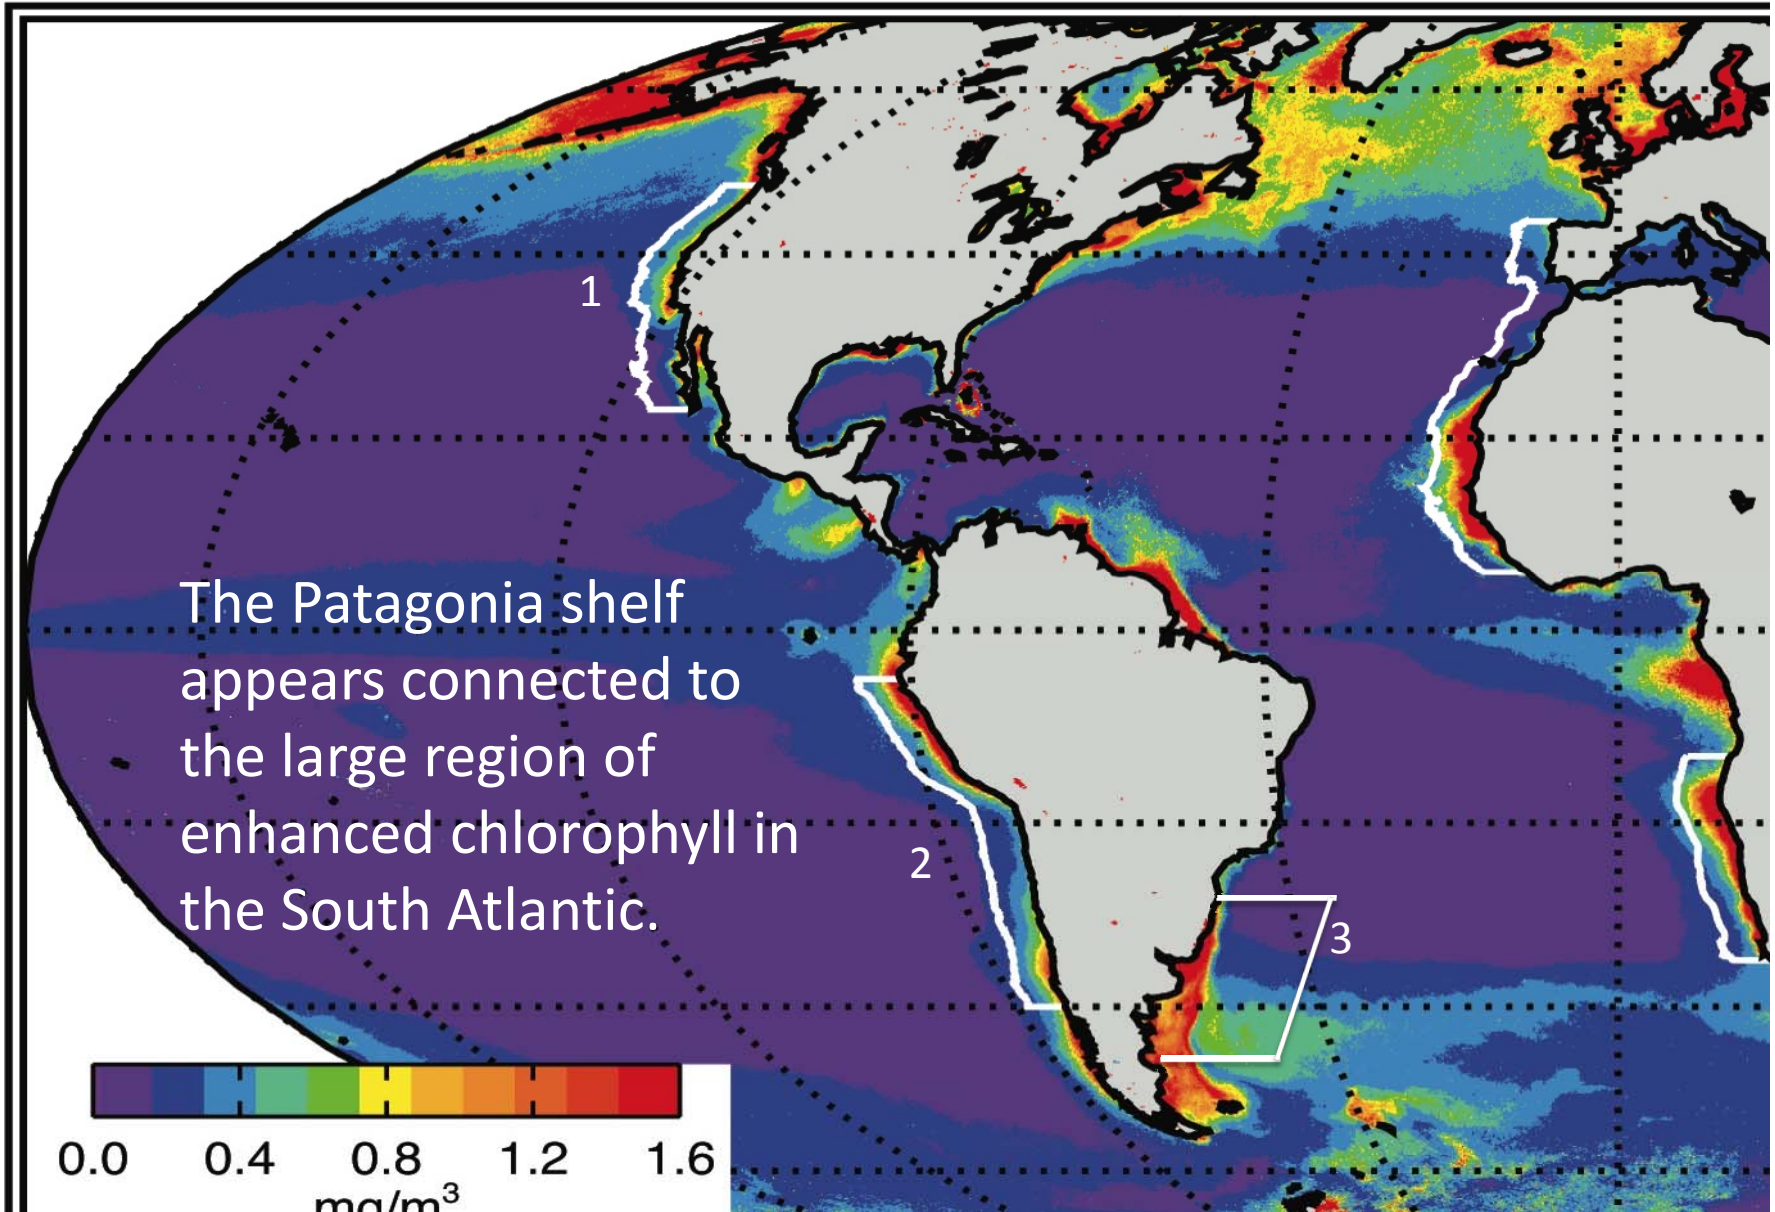 1
The Patagonia shelf
appears connected to
the large region of
enhanced chlorophyll in
the South Atlantic.
2
3
0.0 0.4 0.8 1.2 1.6
mg/m³